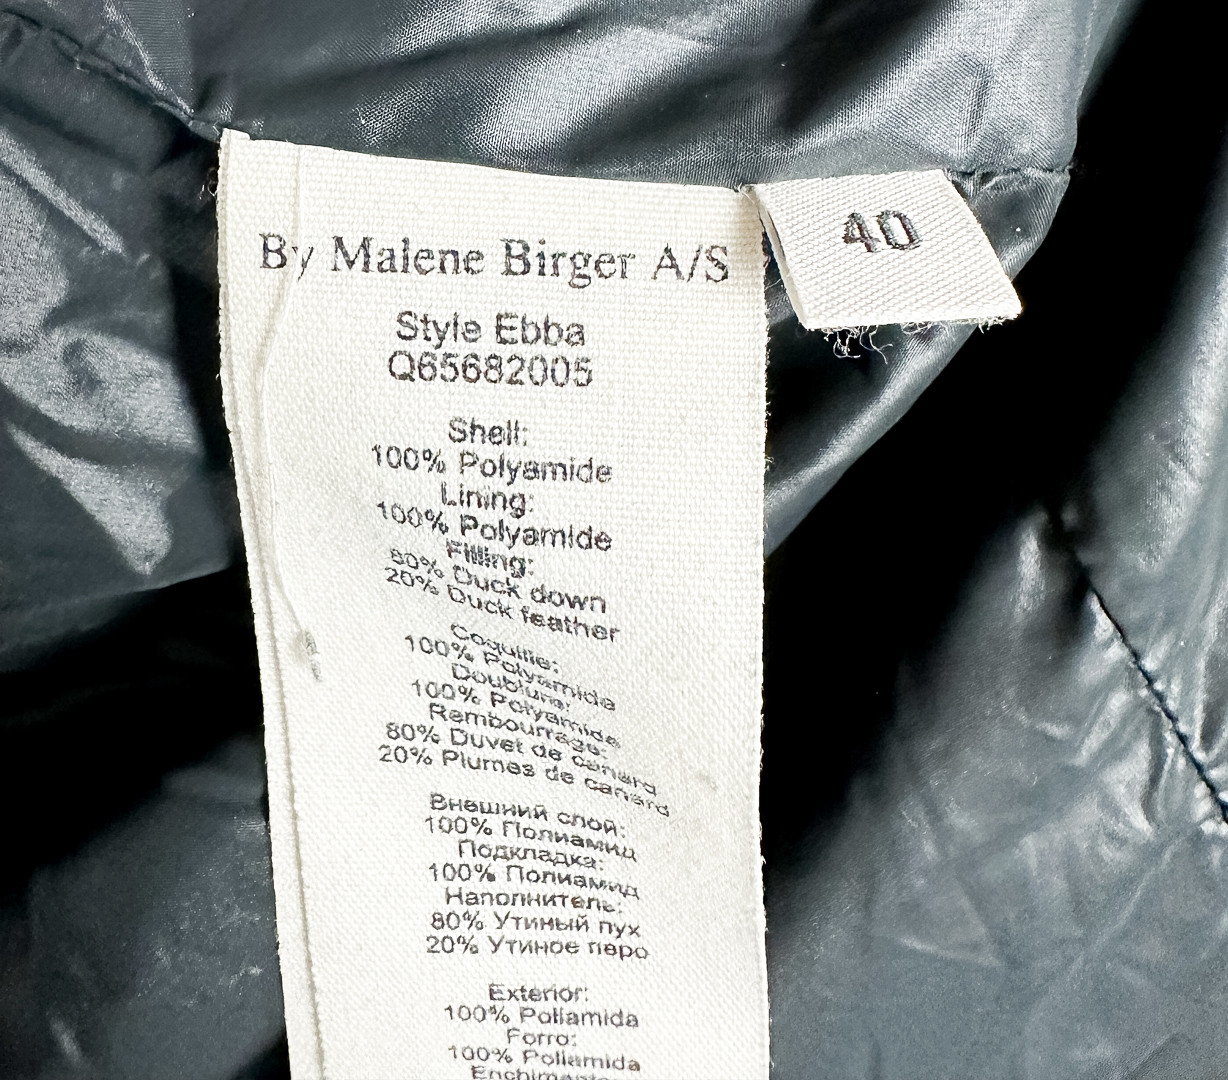 By Malene Birger A/S
40
Style Ebba
Q65682005
Shell:
100% Polyamide
Lining:
100% Polyamide
Filling:
80% Duck down
20% Duck feather
Coquille:
100% Polyamide
Doublure:
100% Polyamide
Rembourrage:
80% Duvet de canard
20% Plumes de canard
Внешний слой:
100% Полиамид
Подкладка:
100% Полиамид
Наполнитель:
80% Утиный пух
20% Утиное перо
Exterior:
100% Poliamida
Forro:
100% Poliamida